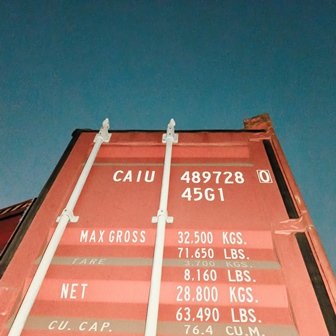 CAIU 489728 0
45G1
MAX GROSS 32.500 KGS.
71.650 LBS.
TARE 3.700 KGS.
8.160 LBS.
NET 28.800 KGS.
63.490 LBS.
CU. CAP. 76.4 CU.M.